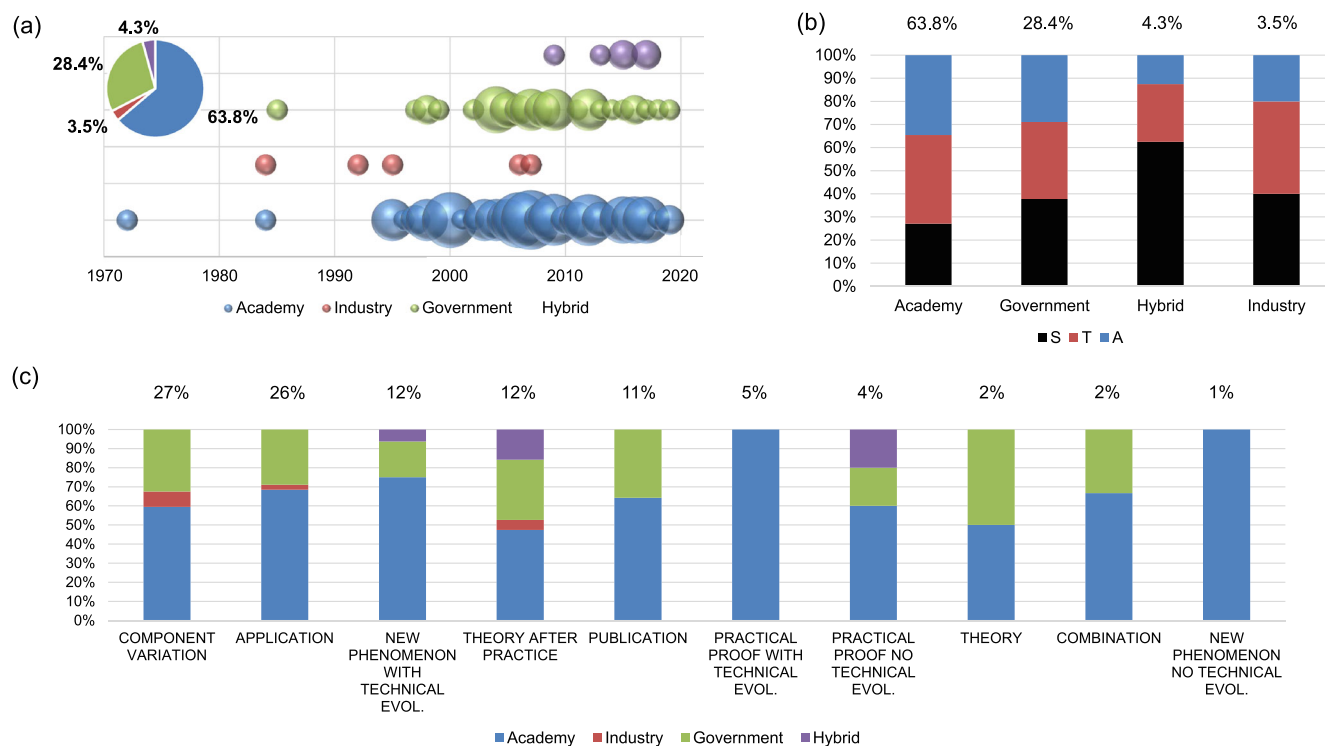 (a)
4.3%
28.4%
3.5%
63.8%
1970 1980 1990 2000 2010 2020
Academy Industry Government Hybrid
(b)
63.8% 28.4% 4.3% 3.5%
100%
90%
80%
70%
60%
50%
40%
30%
20%
10%
0%
Academy Government Hybrid Industry
S T A
(c)
27% 26% 12% 12% 11% 5% 4% 2% 2% 1%
100%
90%
80%
70%
60%
50%
40%
30%
20%
10%
0%
COMPONENT
VARIATION
APPLICATION
NEW
PHENOMENON
WITH
TECHNICAL
EVOL.
THEORY AFTER
PRACTICE
PUBLICATION
PRACTICAL
PROOF WITH
TECHNICAL
EVOL.
PRACTICAL
PROOF NO
TECHNICAL
EVOL.
THEORY
COMBINATION
NEW
PHENOMENON
NO TECHNICAL
EVOL.
Academy Industry Government Hybrid